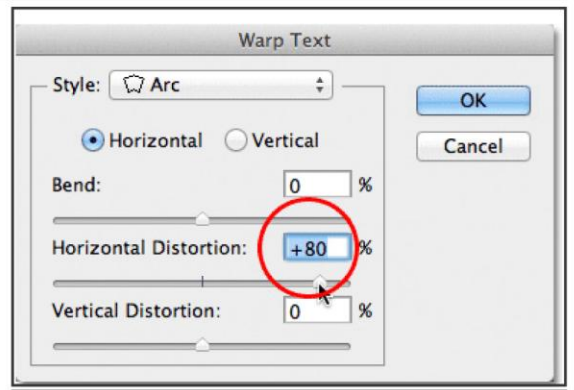 Warp Text
Style: Arc
OK
Horizontal Vertical
Cancel
Bend: 0 %
Horizontal Distortion: +80 %
Vertical Distortion: 0 %